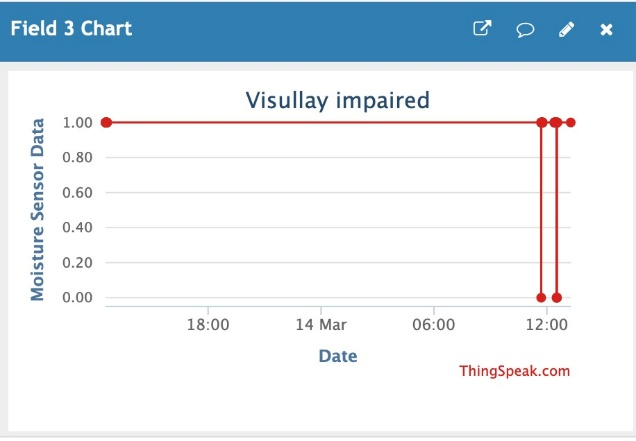 Field 3 Chart
Visullay impaired
Moisture Sensor Data
1.00
0.80
0.60
0.40
0.20
0.00
18:00 14 Mar 06:00 12:00
Date
ThingSpeak.com